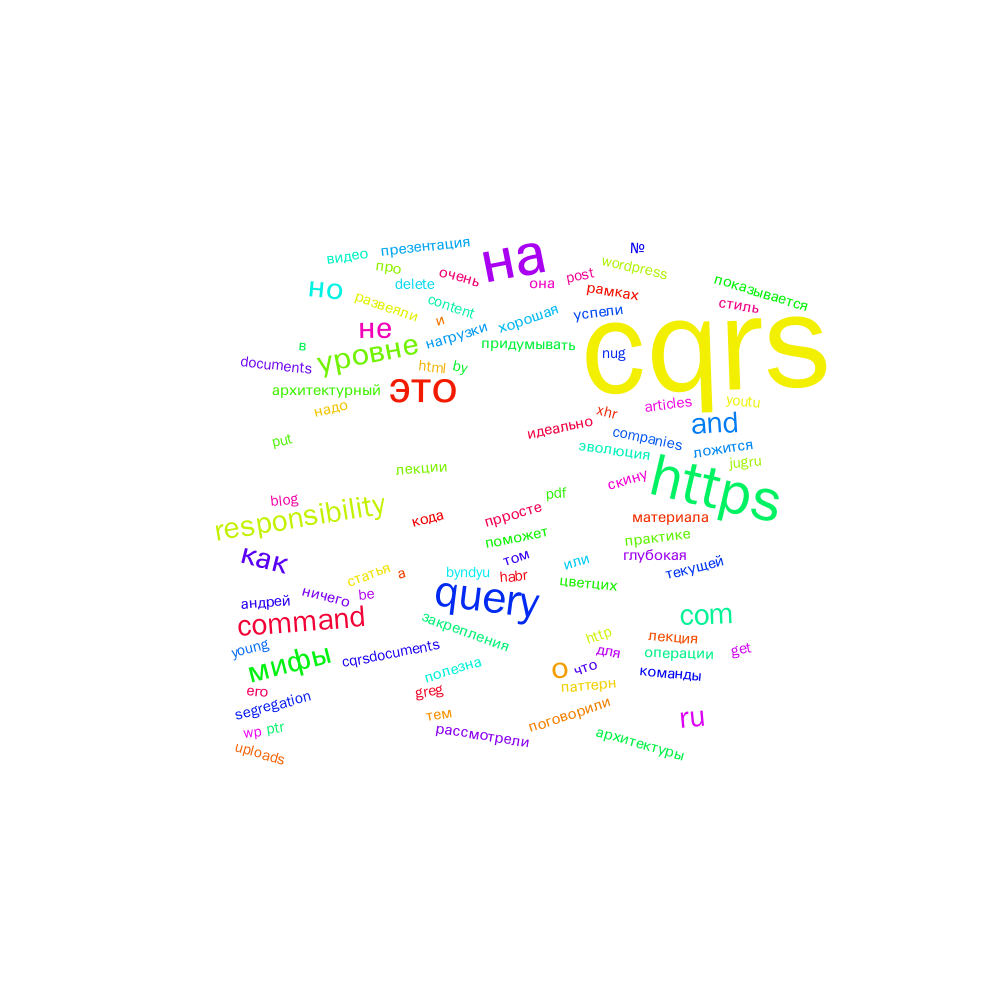 №
на
презентация
видео
про
очень
delete
она
post
wordpress
рамках
показывается
но
развеяли
content
и
успели
стиль
cqrs
не
нагрузки
хорошая
придумывать
nug
в
уровне
documents
html
by
это
архитектурный
надо
xhr
articles
youtu
and
put
идеально
companies
эволюция
ложится
jugru
лекции
скину
https
blog
pdf
responsibility
кода
прросте
материала
поможет
практике
как
том
глубокая
или
текущей
статья
а
byndyu
habr
цветцих
ничего
be
андрей
query
command
com
закрепления
http
лекция
young
для
операции
get
мифы
cqrsdocuments
о
что
команды
полезна
его
greg
паттерн
segregation
тем
поговорили
ru
wp
ptr
рассмотрели
архитектуры
uploads